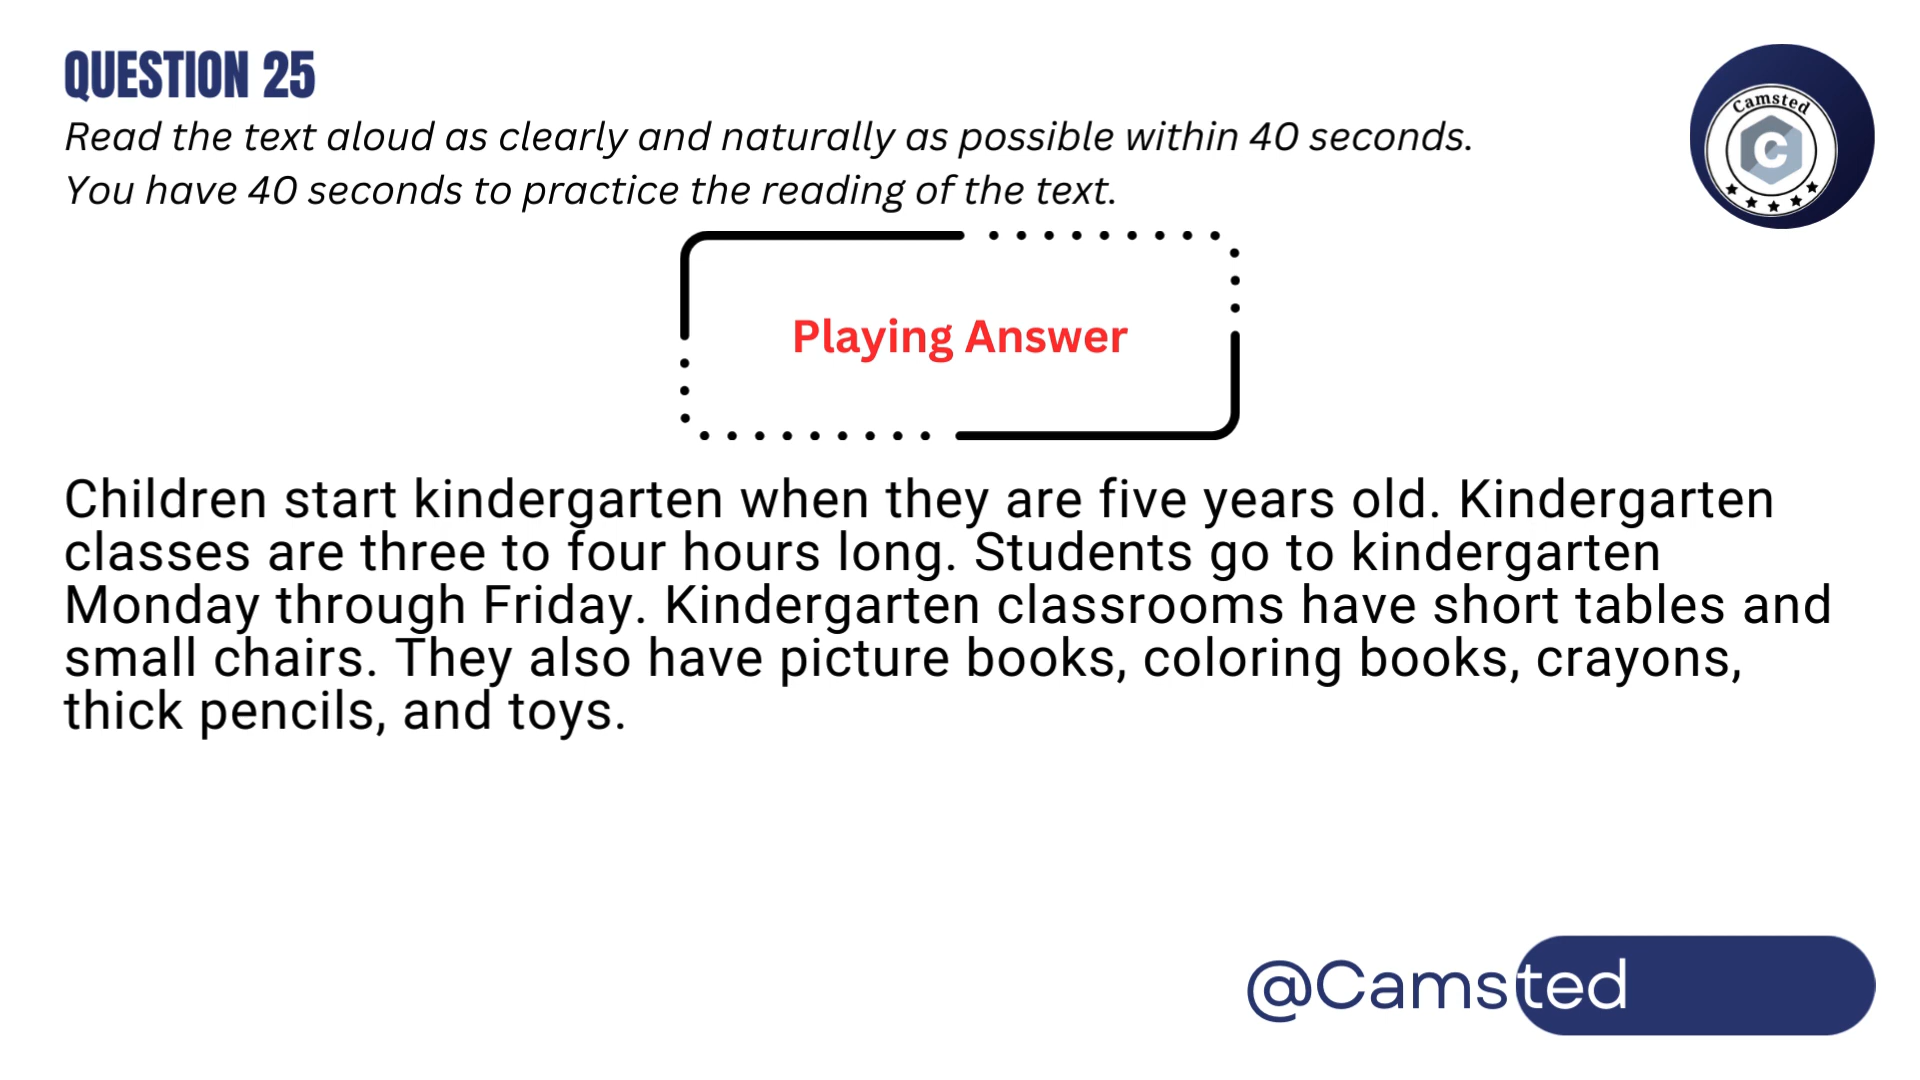 QUESTION 25
Read the text aloud as clearly and naturally as possible within 40 seconds.
You have 40 seconds to practice the reading of the text.
Camsted
C
Playing Answer
Children start kindergarten when they are five years old. Kindergarten
classes are three to four hours long. Students go to kindergarten
Monday through Friday. Kindergarten classrooms have short tables and
small chairs. They also have picture books, coloring books, crayons,
thick pencils, and toys.
@Camsted